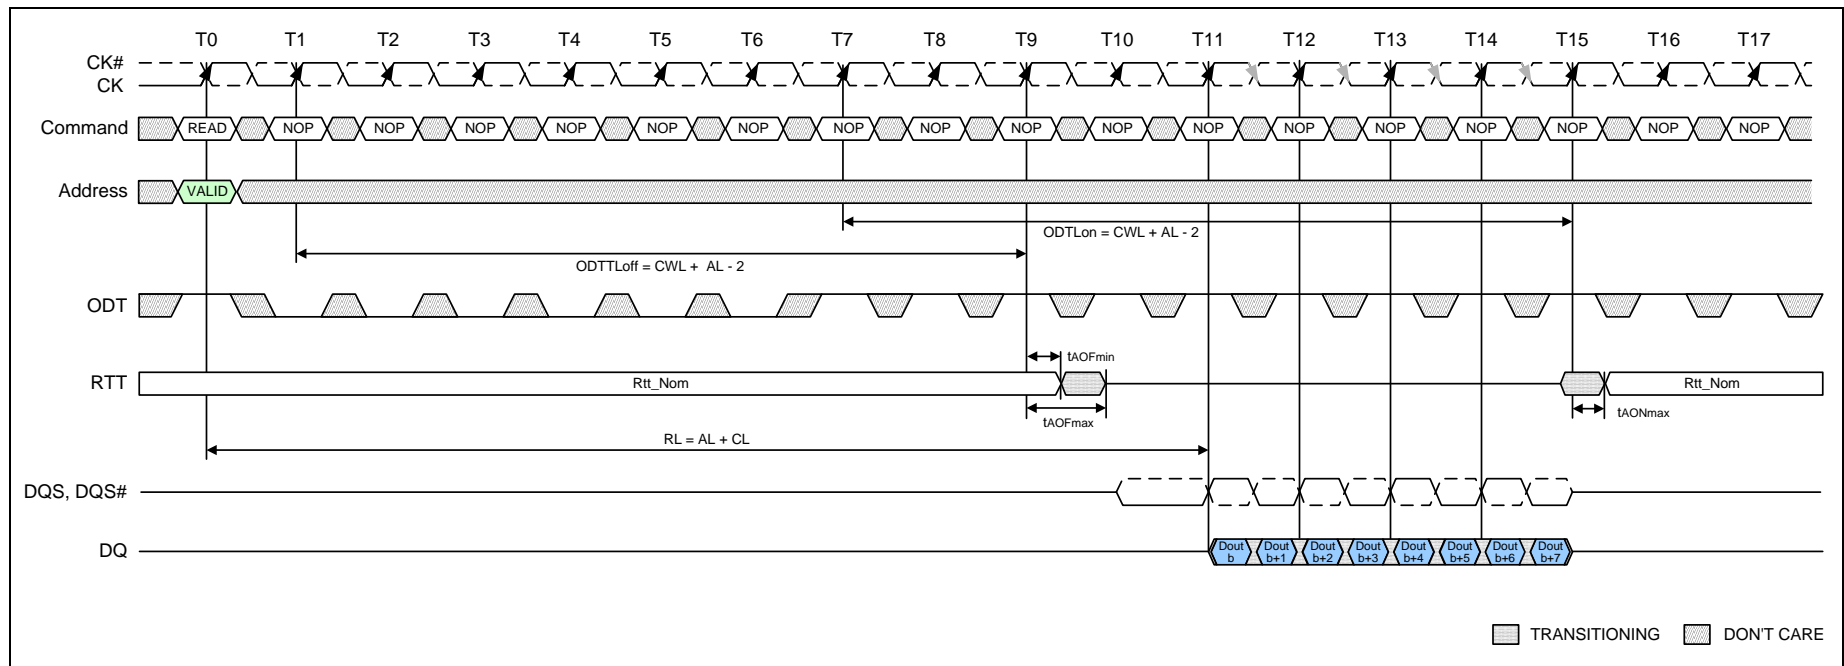 T0 T1 T2 T3 T4 T5 T6 T7 T8 T9 T10 T11 T12 T13 T14 T15 T16 T17
CK#
CK
Command READ NOP NOP NOP NOP NOP NOP NOP NOP NOP NOP NOP NOP NOP NOP NOP NOP NOP
Address VALID
ODTLon = CWL + AL - 2
ODTTLoff = CWL + AL - 2
ODT
tAOFmin
RTT Rtt_Nom Rtt_Nom
tAOFmax tAONmax
RL = AL + CL
DQS, DQS#
DQ Dout b Dout b+1 Dout b+2 Dout b+3 Dout b+4 Dout b+5 Dout b+6 Dout b+7
TRANSITIONING DON'T CARE